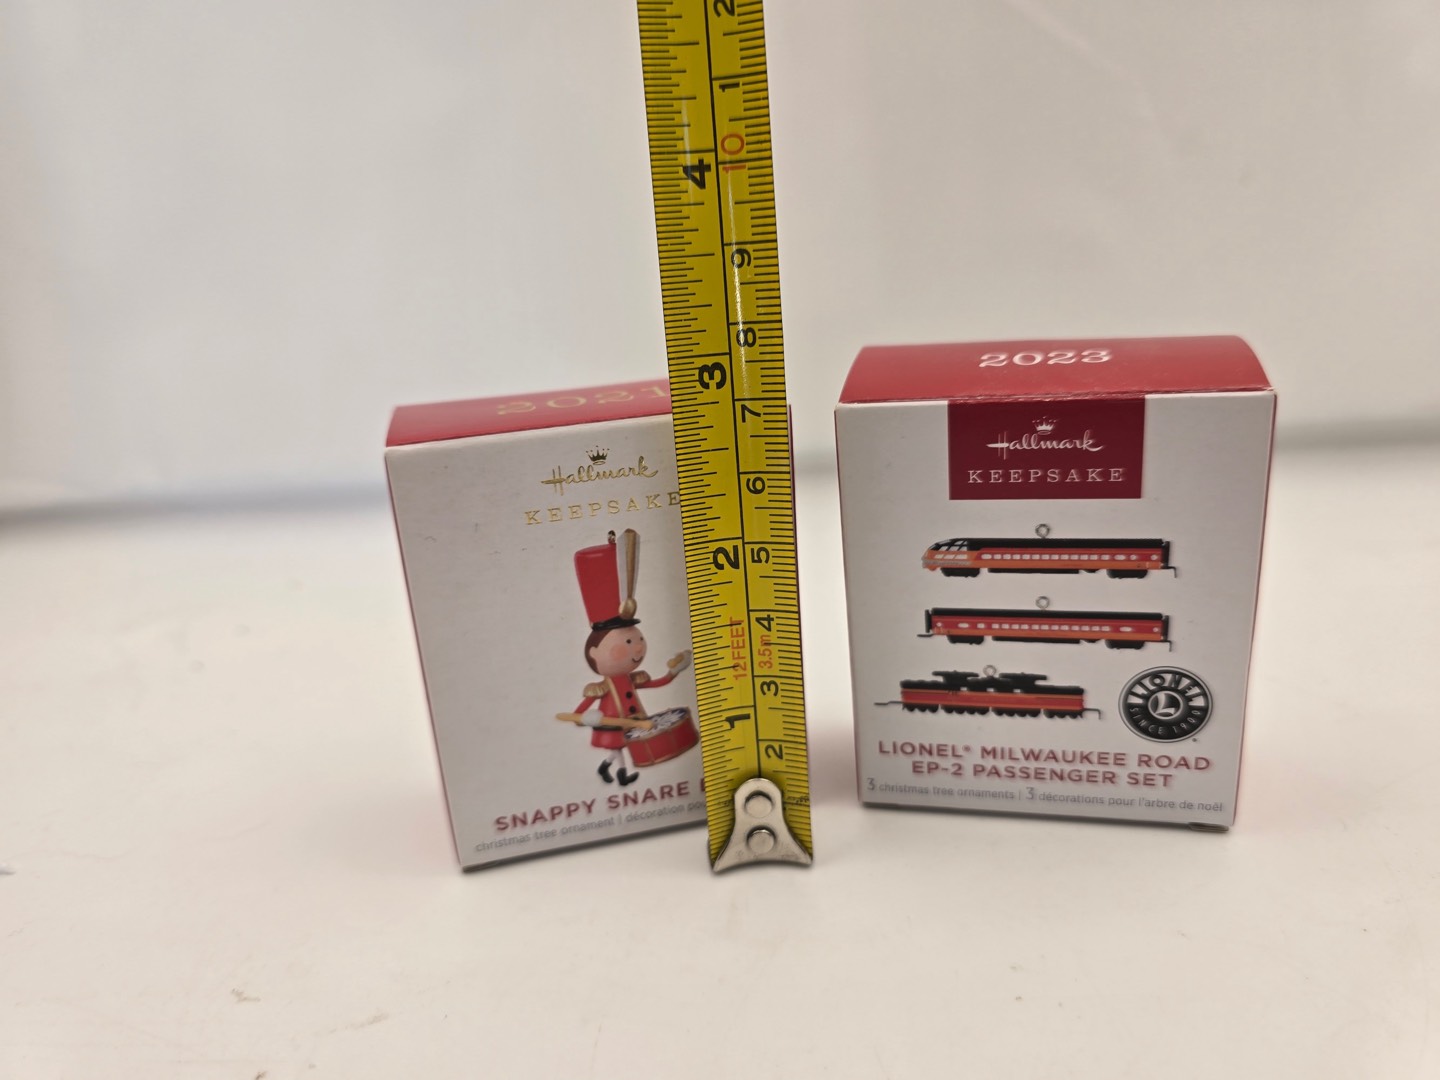 2021
Hallmark
KEEPSAKE
SNAPPY SNARE
christmas tree ornament | décoration
2
1
10
4
9
8
3
7
6
2
5
4
12FEET
3.5m
3
1
2
2023
Hallmark
KEEPSAKE
LIONEL
L
SINCE 1900
LIONEL® MILWAUKEE ROAD
EP-2 PASSENGER SET
3 christmas tree ornaments | 3 décorations pour l'arbre de noël